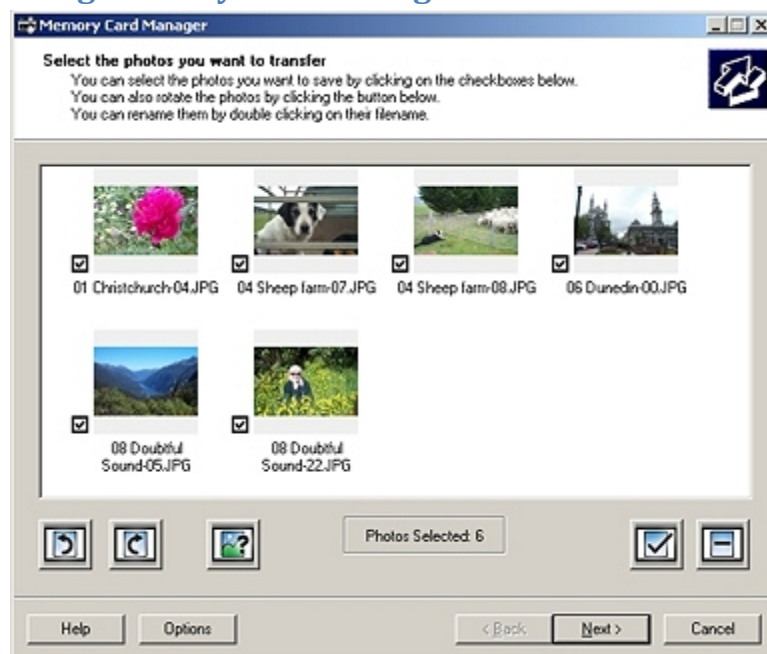 Memory Card Manager
Select the photos you want to transfer
You can select the photos you want to save by clicking on the checkboxes below.
You can also rotate the photos by clicking the button below.
You can rename them by double clicking on their filename.
01 Christchurch-04.JPG
04 Sheep farm-07.JPG
04 Sheep farm-08.JPG
06 Dunedin-00.JPG
08 Doubtful
Sound-05.JPG
08 Doubtful
Sound-22.JPG
Photos Selected: 6
Help
Options
< Back
Next >
Cancel